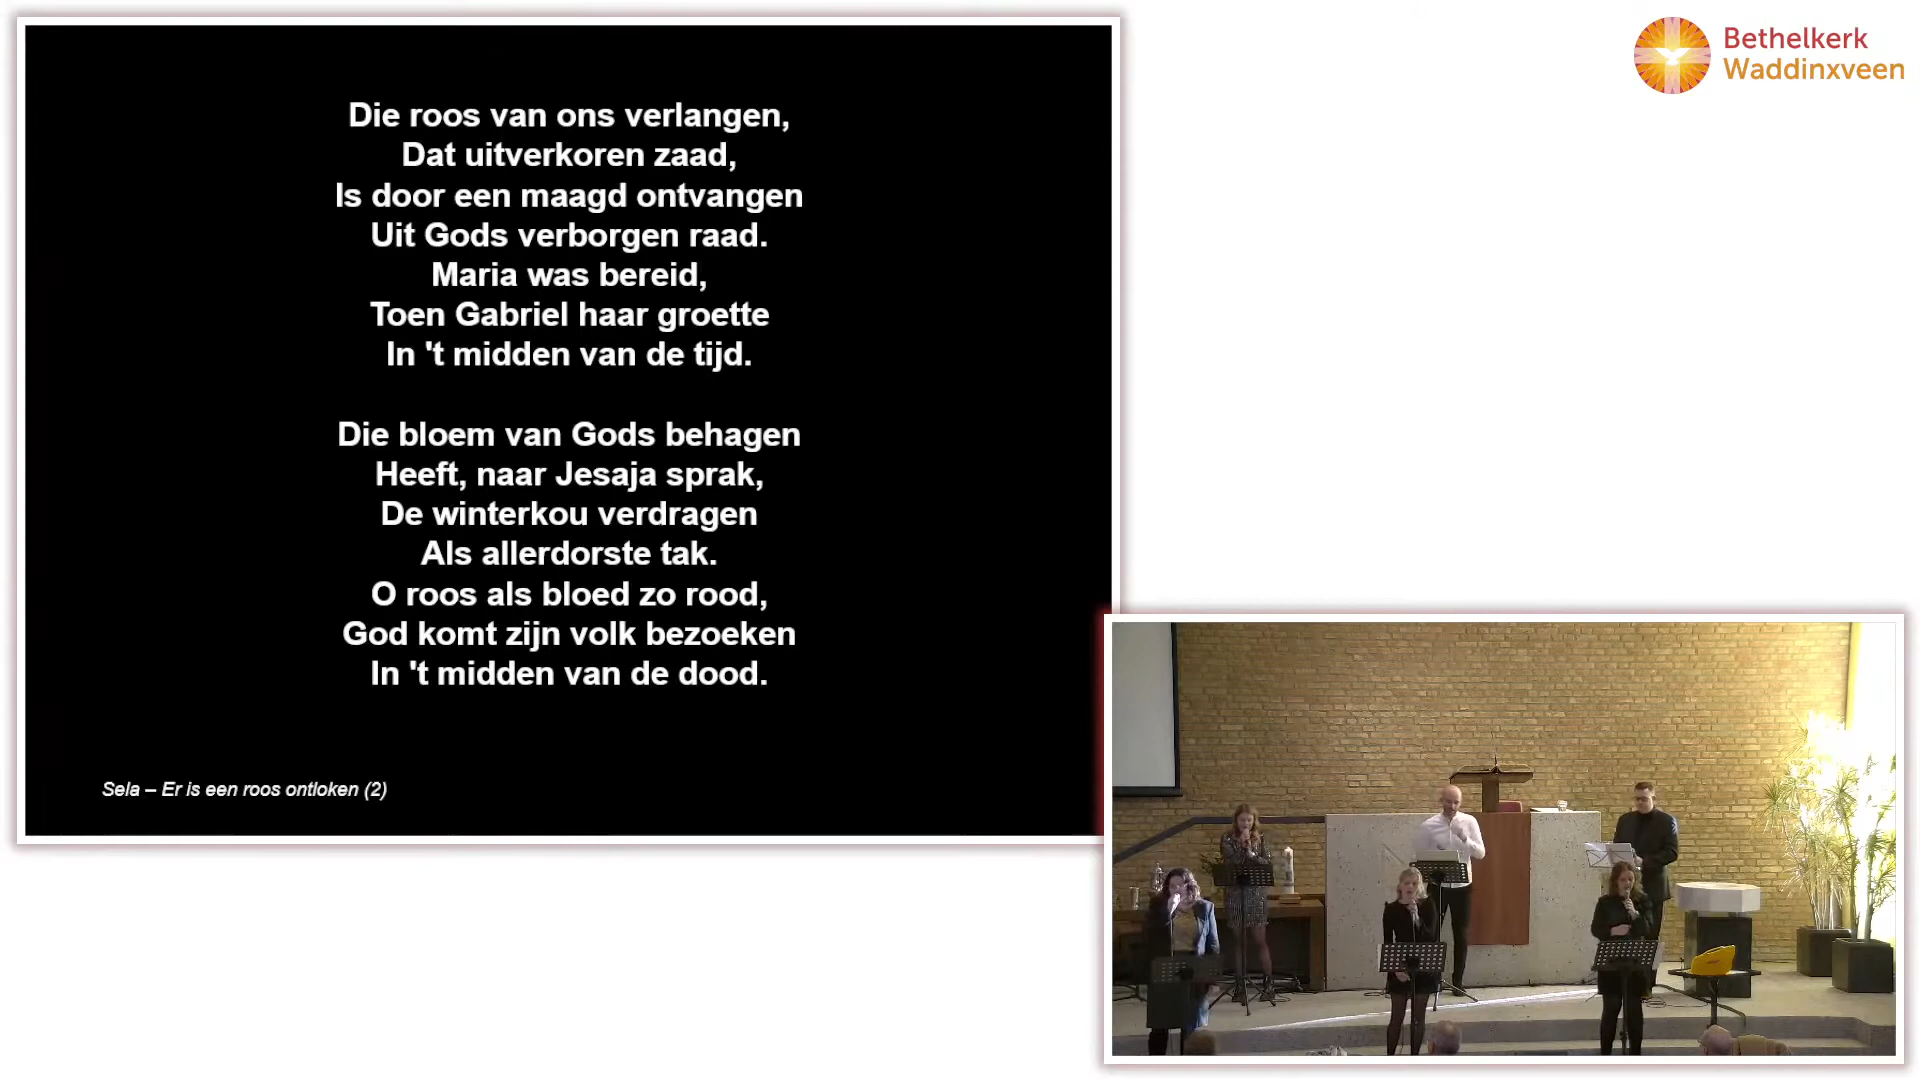 Die roos van ons verlangen,
Dat uitverkoren zaad,
Is door een maagd ontvangen
Uit Gods verborgen raad.
Maria was bereid,
Toen Gabriel haar groette
In 't midden van de tijd.
Die bloem van Gods behagen
Heeft, naar Jesaja sprak,
De winterkou verdragen
Als allerdorste tak.
O roos als bloed zo rood,
God komt zijn volk bezoeken
In 't midden van de dood.
Sela – Er is een roos ontloken (2)
Bethelkerk
Waddinxveen